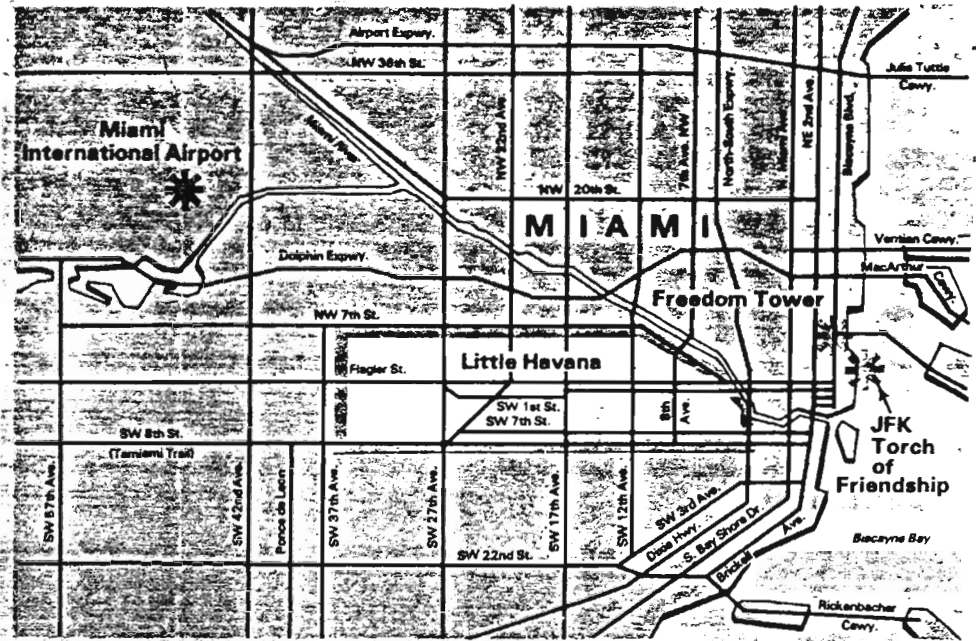 Airport Expwy.
NW 36th St.
Julia Tuttle
Cswy.
Miami
International Airport
Miami River
NW 22nd Ave.
7th Ave. NW
North-South Expwy.
N. Miami Ave.
NE 2nd Ave.
Biscayne Blvd.
NW 20th St.
MIAMI
Dolphin Expwy.
Venetian Cswy.
MacArthur
Cswy.
Freedom Tower
NW 7th St.
Little Havana
Flagler St.
SW 1st St.
SW 7th St.
8th
Ave.
SW 8th St.
(Tamiami Trail)
JFK
Torch
of
Friendship
SW 57th Ave.
SW 42nd Ave.
Ponce de Leon
SW 37th Ave.
SW 27th Ave.
SW 17th Ave.
SW 12th Ave.
SW 3rd Ave.
Dixie Hwy.
S. Bay Shore Dr.
Brickell Ave.
SW 22nd St.
Biscayne Bay
Rickenbacher
Cswy.